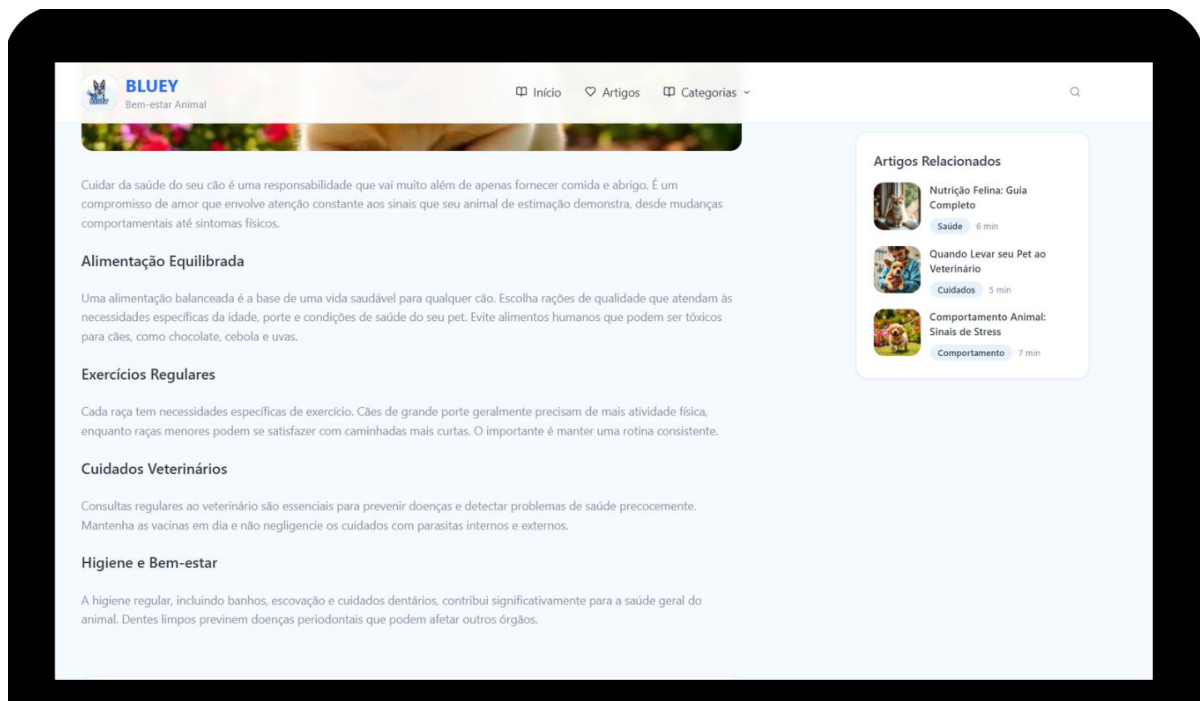 BLUEY
Bem-estar Animal
Início
Artigos
Categorias
Cuidar da saúde do seu cão é uma responsabilidade que vai muito além de apenas fornecer comida e abrigo. É um
compromisso de amor que envolve atenção constante aos sinais que seu animal de estimação demonstra, desde mudanças
comportamentais até sintomas físicos.
Alimentação Equilibrada
Uma alimentação balanceada é a base de uma vida saudável para qualquer cão. Escolha rações de qualidade que atendam às
necessidades específicas da idade, porte e condições de saúde do seu pet. Evite alimentos humanos que podem ser tóxicos
para cães, como chocolate, cebola e uvas.
Exercícios Regulares
Cada raça tem necessidades específicas de exercício. Cães de grande porte geralmente precisam de mais atividade física,
enquanto raças menores podem se satisfazer com caminhadas mais curtas. O importante é manter uma rotina consistente.
Cuidados Veterinários
Consultas regulares ao veterinário são essenciais para prevenir doenças e detectar problemas de saúde precocemente.
Mantenha as vacinas em dia e não negligencie os cuidados com parasitas internos e externos.
Higiene e Bem-estar
A higiene regular, incluindo banhos, escovação e cuidados dentários, contribui significativamente para a saúde geral do
animal. Dentes limpos previnem doenças periodontais que podem afetar outros órgãos.
Artigos Relacionados
Nutrição Felina: Guia
Completo
Saúde 6 min
Quando Levar seu Pet ao
Veterinário
Cuidados 5 min
Comportamento Animal:
Sinais de Stress
Comportamento 7 min